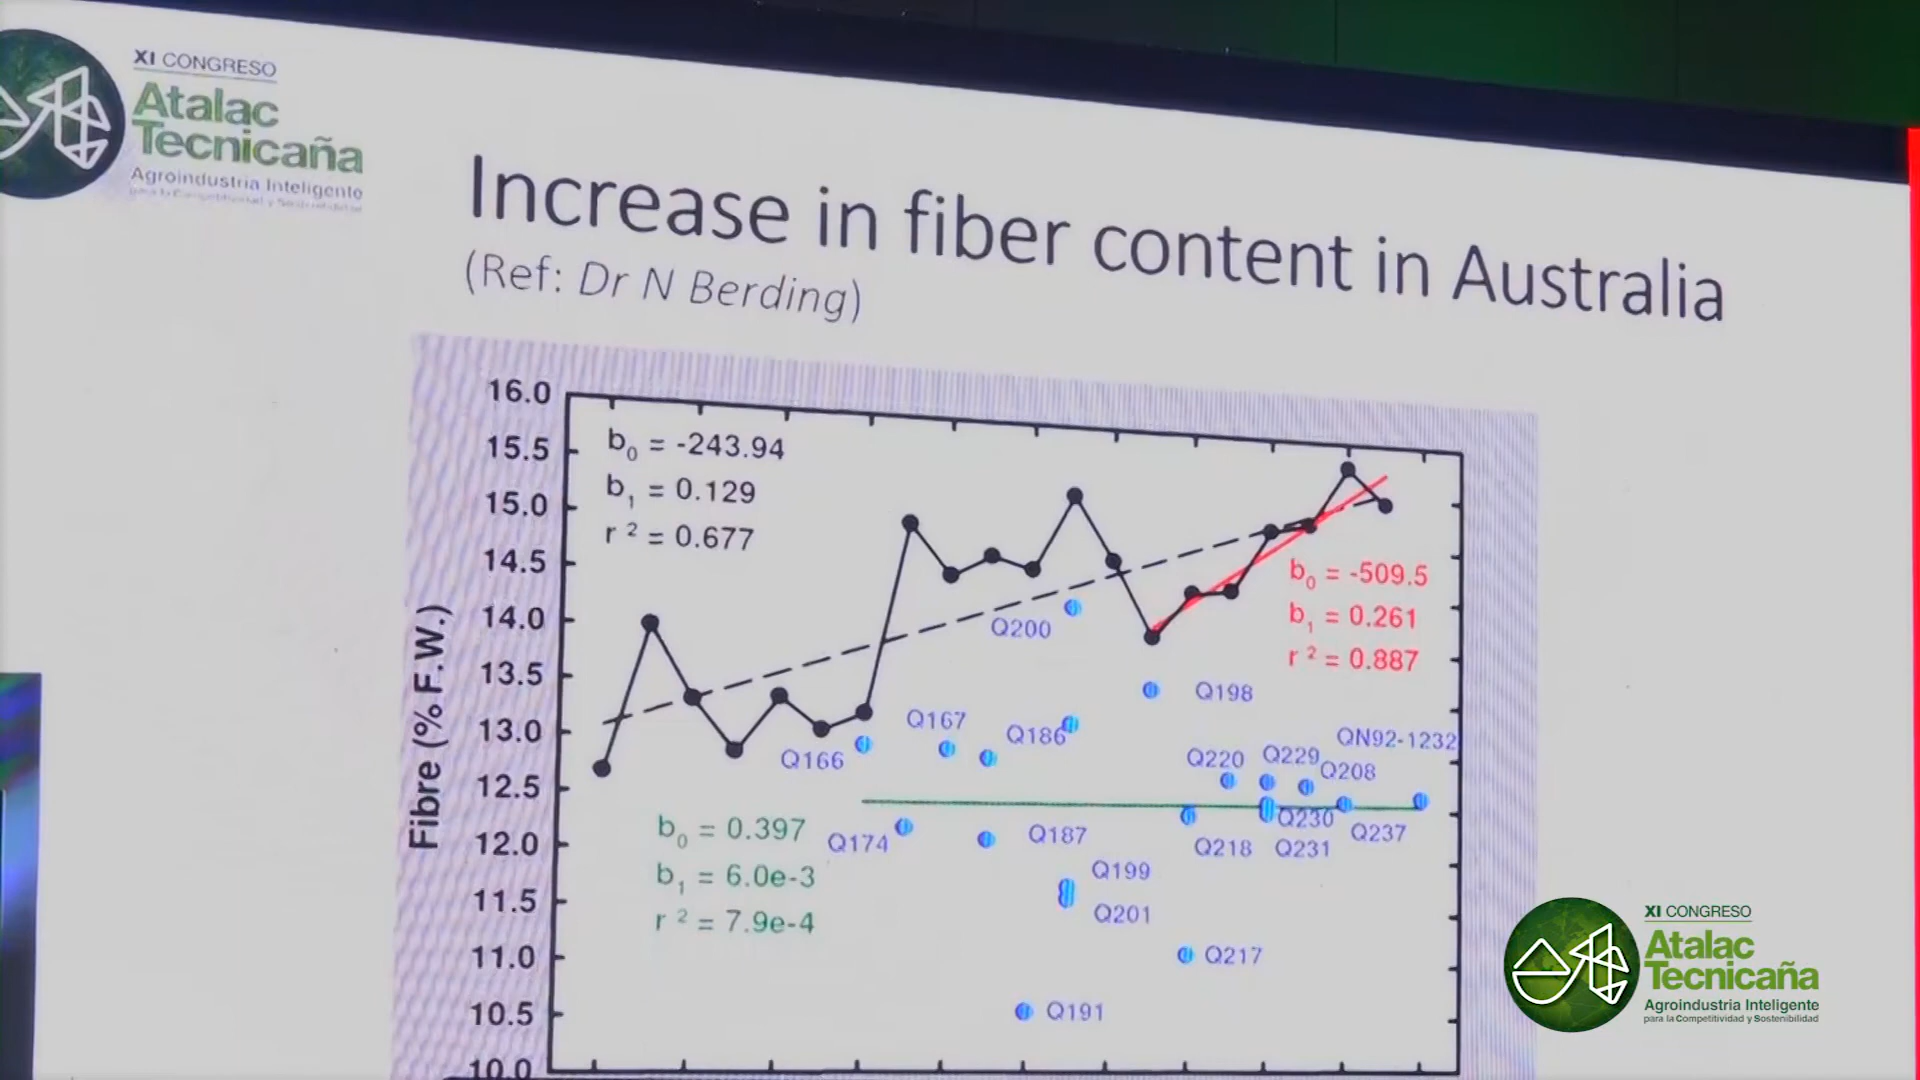 XI CONGRESO
Atalac
Tecnicaña
Agroindustria Inteligente
para la Competitividad y Sostenibilidad
Increase in fiber content in Australia
(Ref: Dr N Berding)
16.0
15.5
15.0
14.5
14.0
13.5
13.0
12.5
12.0
11.5
11.0
10.5
10.0
Fibre (% F.W.)
b0 = -243.94
b1 = 0.129
r 2 = 0.677
b0 = -509.5
b1 = 0.261
r 2 = 0.887
b0 = 0.397
b1 = 6.0e-3
r 2 = 7.9e-4
Q200
Q198
Q167
Q186
Q166
QN92-1232
Q220
Q229
Q208
Q174
Q187
Q230
Q237
Q218
Q231
Q199
Q201
Q217
Q191
XI CONGRESO
Atalac
Tecnicaña
Agroindustria Inteligente
para la Competitividad y Sostenibilidad